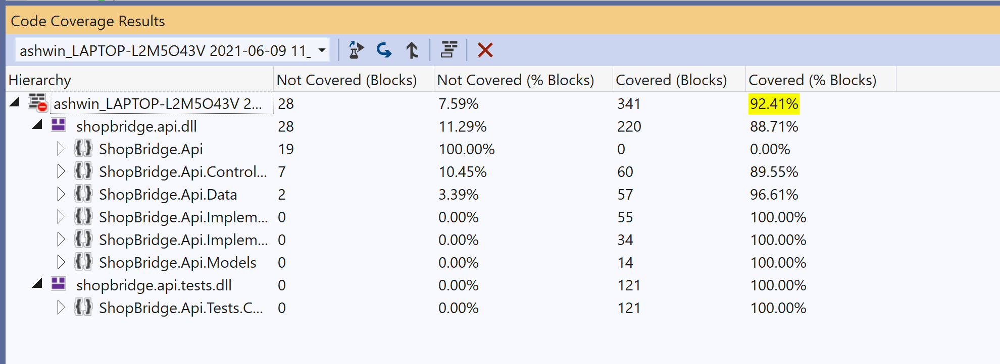 Code Coverage Results
ashwin_LAPTOP-L2M5O43V 2021-06-09 11_
Hierarchy Not Covered (Blocks) Not Covered (% Blocks) Covered (Blocks) Covered (% Blocks)
ashwin_LAPTOP-L2M5O43V 2... 28 7.59% 341 92.41%
shopbridge.api.dll 28 11.29% 220 88.71%
ShopBridge.Api 19 100.00% 0 0.00%
ShopBridge.Api.Control... 7 10.45% 60 89.55%
ShopBridge.Api.Data 2 3.39% 57 96.61%
ShopBridge.Api.Implem... 0 0.00% 55 100.00%
ShopBridge.Api.Implem... 0 0.00% 34 100.00%
ShopBridge.Api.Models 0 0.00% 14 100.00%
shopbridge.api.tests.dll 0 0.00% 121 100.00%
ShopBridge.Api.Tests.C... 0 0.00% 121 100.00%